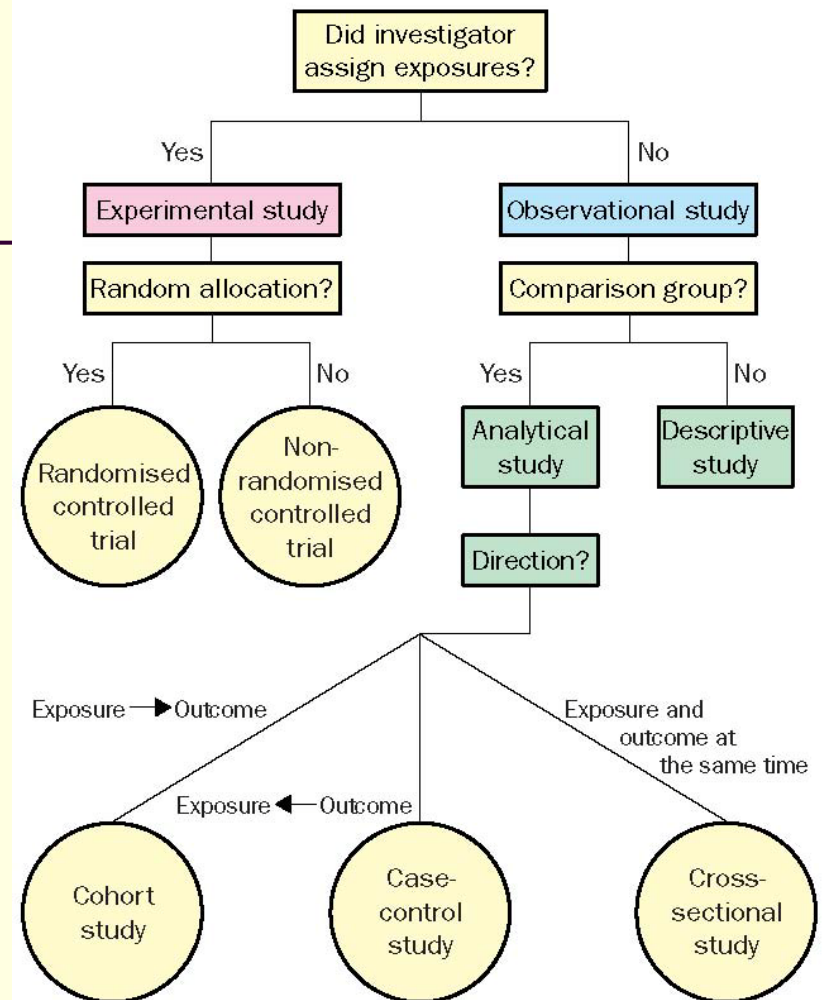 Did investigator
assign exposures?
Yes
No
Experimental study
Observational study
Random allocation?
Comparison group?
Yes
No
Yes
No
Randomised
controlled
trial
Non-
randomised
controlled
trial
Analytical
study
Descriptive
study
Direction?
Exposure → Outcome
Exposure ← Outcome
Exposure and
outcome at
the same time
Cohort
study
Case-
control
study
Cross-
sectional
study